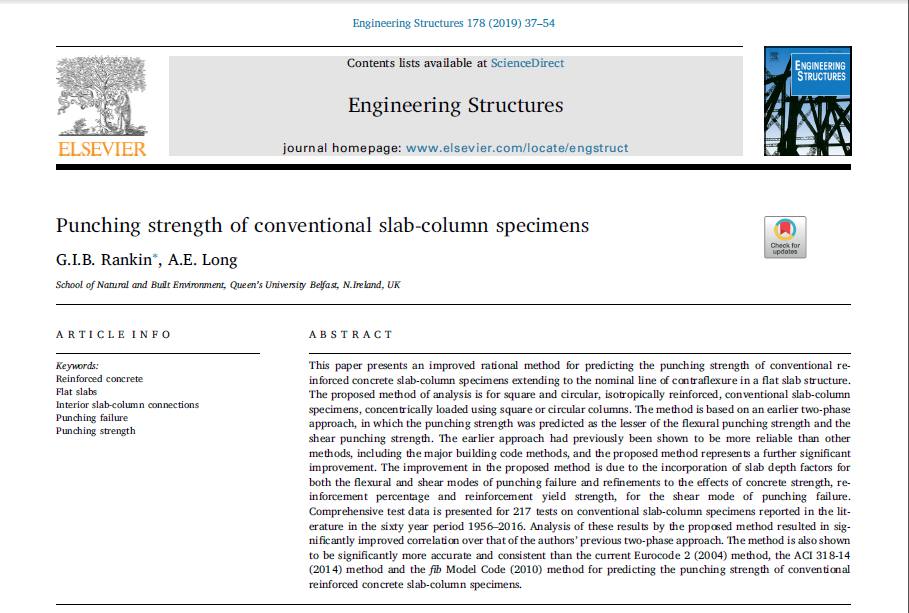 Engineering Structures 178 (2019) 37–54
Contents lists available at ScienceDirect
Engineering Structures
journal homepage: www.elsevier.com/locate/engstruct
ELSEVIER
ENGINEERING
STRUCTURES
Punching strength of conventional slab-column specimens
G.I.B. Rankin*, A.E. Long
School of Natural and Built Environment, Queen's University Belfast, N.Ireland, UK
Check for
updates
ARTICLE INFO
Keywords:
Reinforced concrete
Flat slabs
Interior slab-column connections
Punching failure
Punching strength
ABSTRACT
This paper presents an improved rational method for predicting the punching strength of conventional re-
inforced concrete slab-column specimens extending to the nominal line of contraflexure in a flat slab structure.
The proposed method of analysis is for square and circular, isotropically reinforced, conventional slab-column
specimens, concentrically loaded using square or circular columns. The method is based on an earlier two-phase
approach, in which the punching strength was predicted as the lesser of the flexural punching strength and the
shear punching strength. The earlier approach had previously been shown to be more reliable than other
methods, including the major building code methods, and the proposed method represents a further significant
improvement. The improvement in the proposed method is due to the incorporation of slab depth factors for
both the flexural and shear modes of punching failure and refinements to the effects of concrete strength, re-
inforcement percentage and reinforcement yield strength, for the shear mode of punching failure.
Comprehensive test data is presented for 217 tests on conventional slab-column specimens reported in the lit-
erature in the sixty year period 1956–2016. Analysis of these results by the proposed method resulted in sig-
nificantly improved correlation over that of the authors' previous two-phase approach. The method is also shown
to be significantly more accurate and consistent than the current Eurocode 2 (2004) method, the ACI 318-14
(2014) method and the fib Model Code (2010) method for predicting the punching strength of conventional
reinforced concrete slab-column specimens.